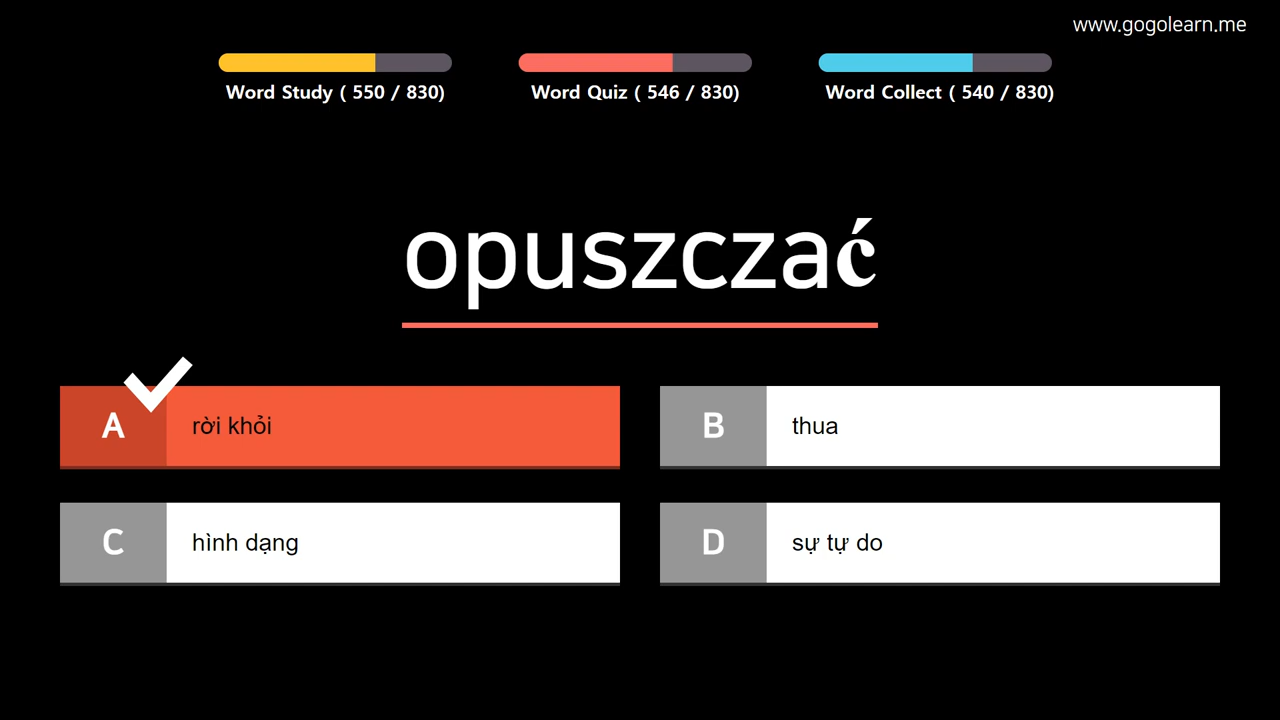 www.gogolearn.me
Word Study ( 550 / 830)
Word Quiz ( 546 / 830)
Word Collect ( 540 / 830)
opuszczać
A rời khỏi
B thua
C hình dạng
D sự tự do